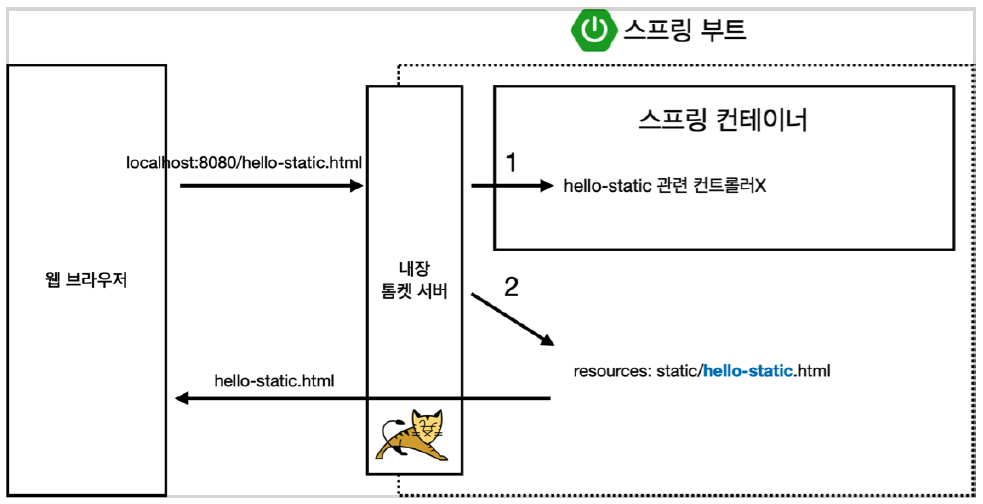 스프링 부트
스프링 컨테이너
localhost:8080/hello-static.html
1
hello-static 관련 컨트롤러X
웹 브라우저
내장
톰켓 서버
2
resources: static/hello-static.html
hello-static.html